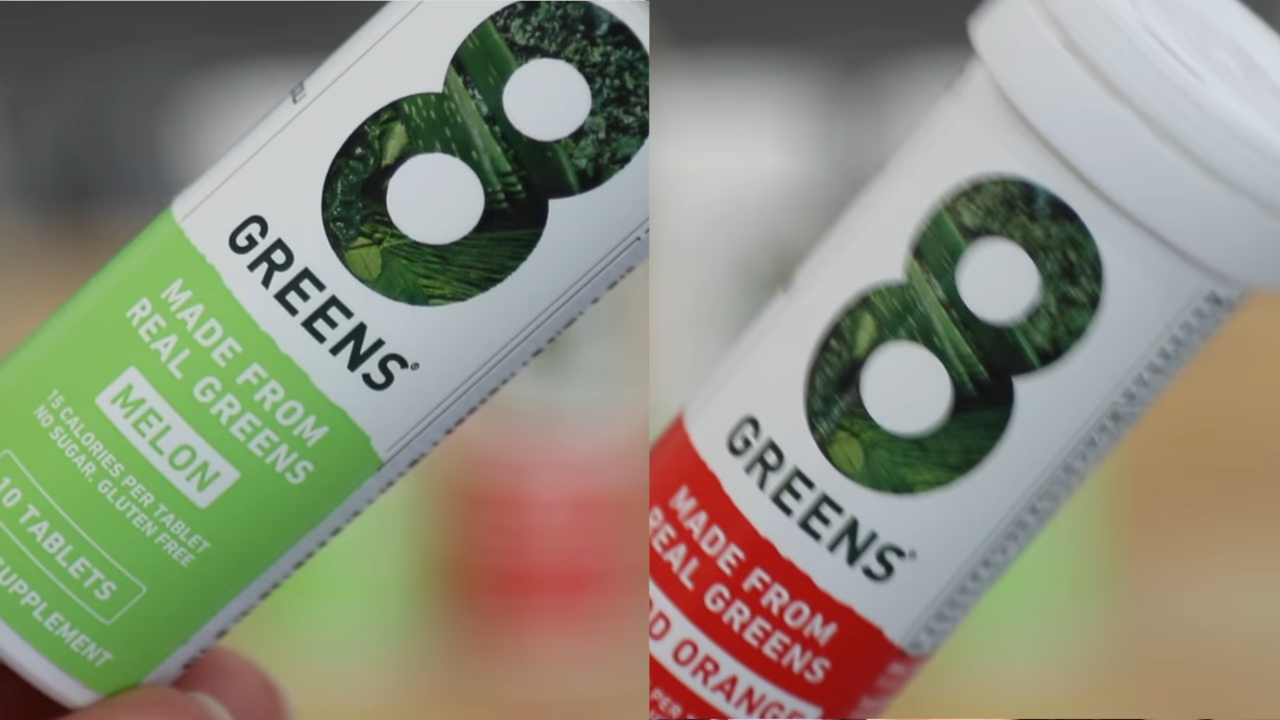 8
GREENS®
MADE FROM
REAL GREENS
MELON
15 CALORIES PER TABLET
NO SUGAR. GLUTEN FREE
10 TABLETS
SUPPLEMENT
8
GREENS
MADE FROM
REAL GREENS
D ORANGE
PER